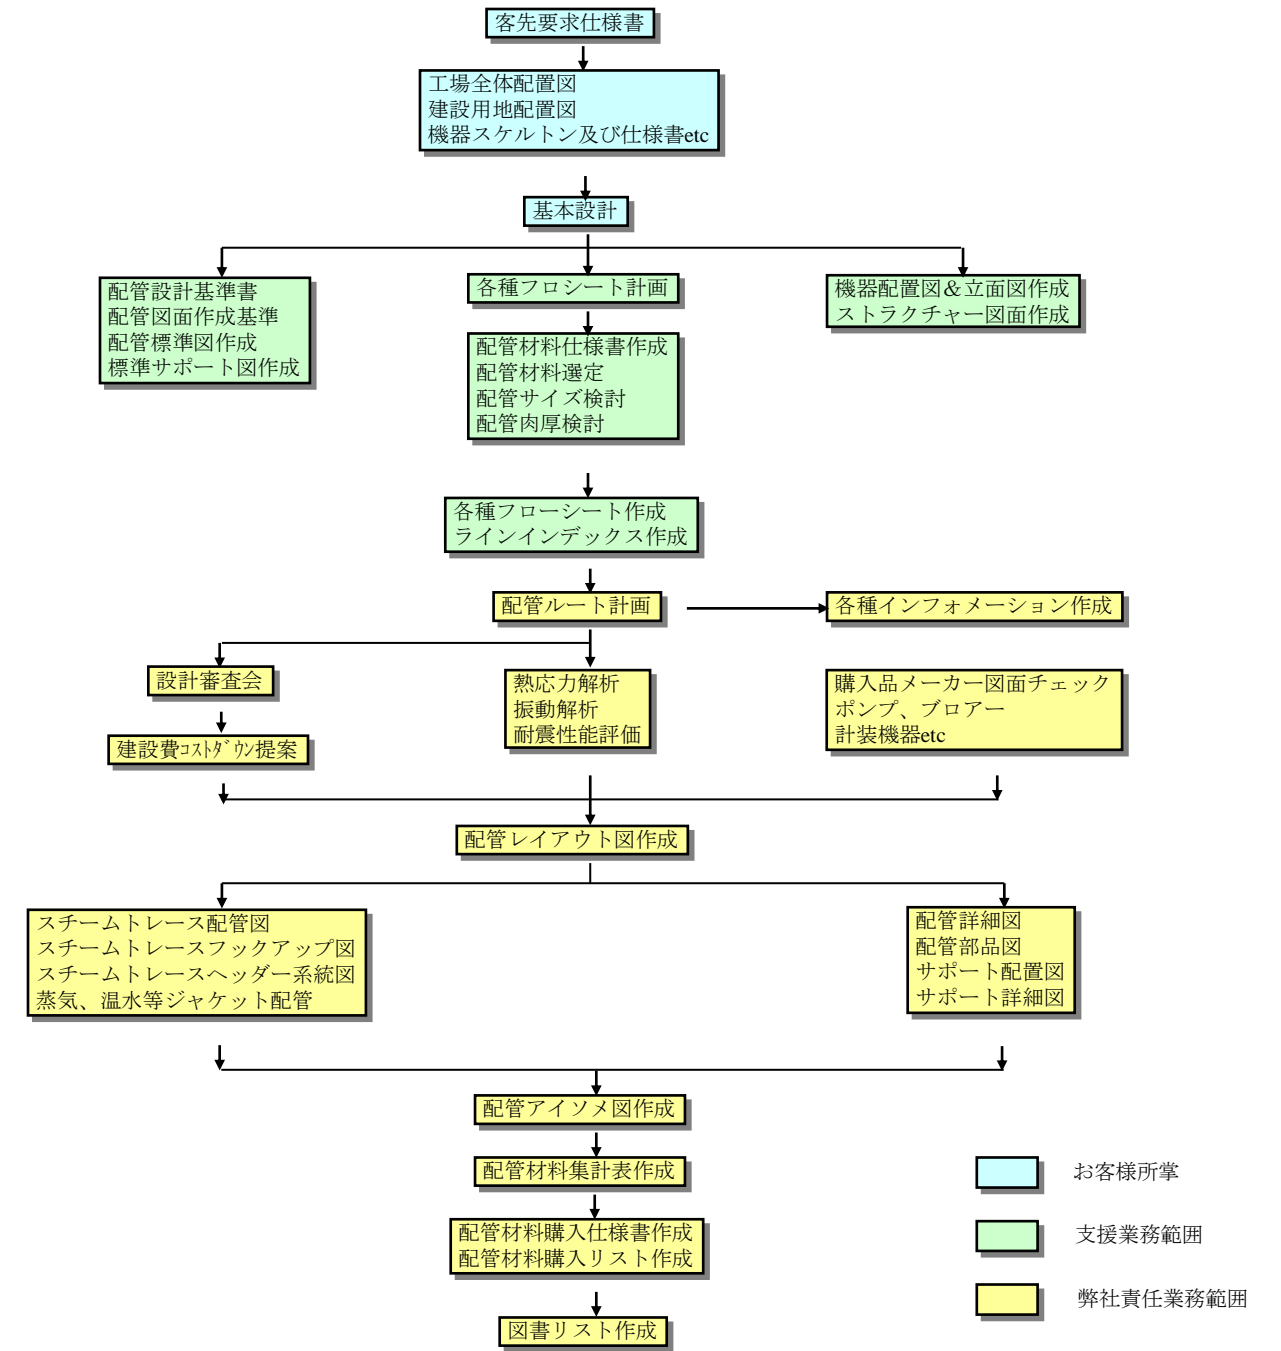 客先要求仕様書
工場全体配置図
建設用地配置図
機器スケルトン及び仕様書etc
基本設計
配管設計基準書
配管図面作成基準
配管標準図作成
標準サポート図作成
各種フロシート計画
機器配置図&立面図作成
ストラクチャー図面作成
配管材料仕様書作成
配管材料選定
配管サイズ検討
配管肉厚検討
各種フローシート作成
ラインインデックス作成
配管ルート計画
各種インフォメーション作成
設計審査会
熱応力解析
振動解析
耐震性能評価
購入品メーカー図面チェック
ポンプ、ブロアー
計装機器etc
建設費コストダウン提案
配管レイアウト図作成
スチームトレース配管図
スチームトレースフックアップ図
スチームトレースヘッダー系統図
蒸気、温水等ジャケット配管
配管詳細図
配管部品図
サポート配置図
サポート詳細図
配管アイソメ図作成
配管材料集計表作成
配管材料購入仕様書作成
配管材料購入リスト作成
図書リスト作成
お客様所掌
支援業務範囲
弊社責任業務範囲